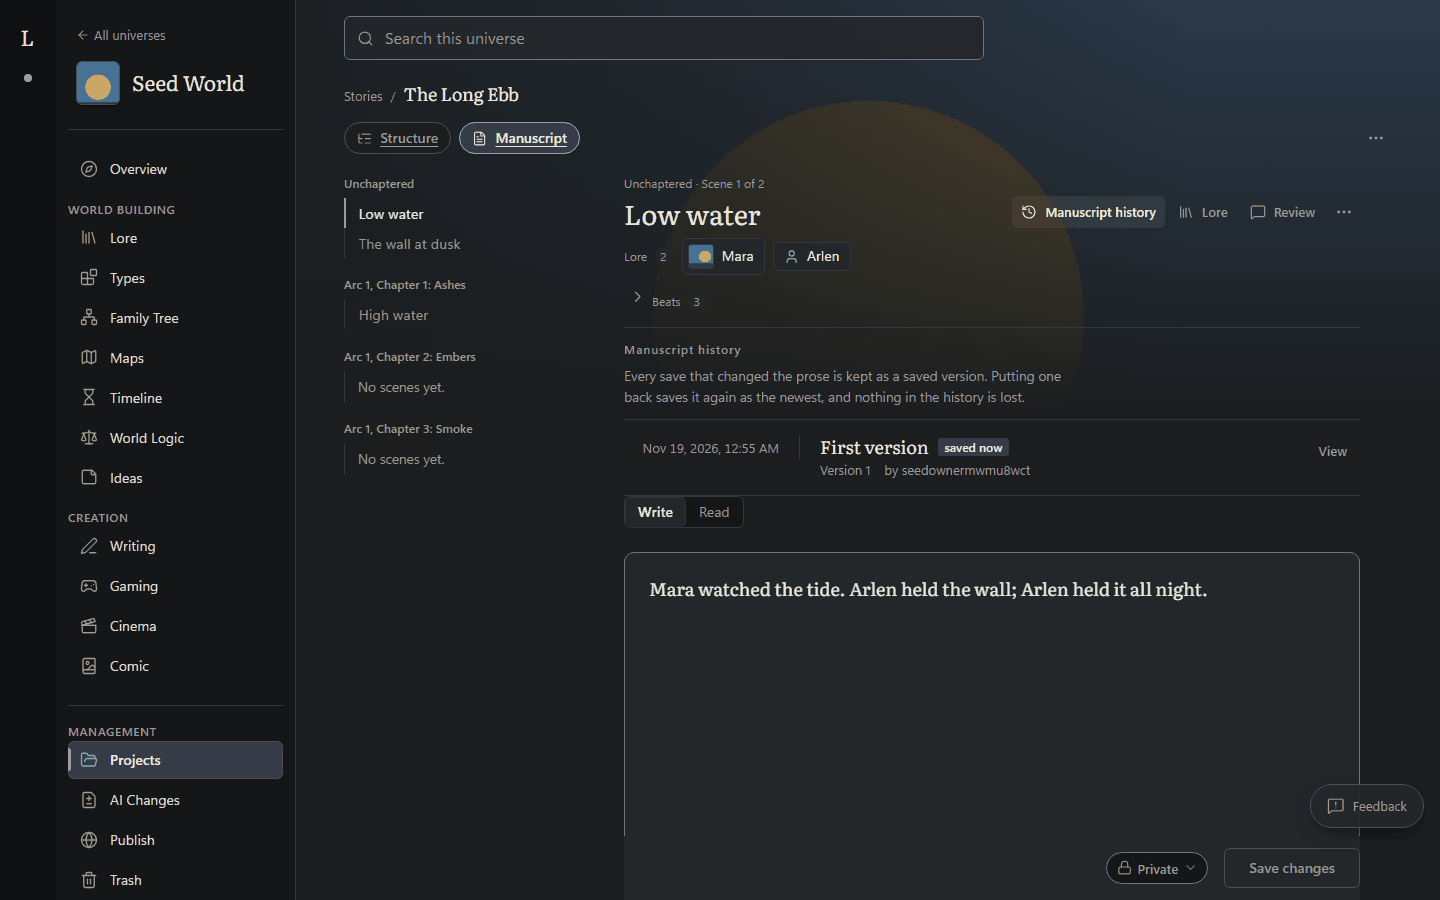 L
All universes
Seed World
Overview
WORLD BUILDING
Lore
Types
Family Tree
Maps
Timeline
World Logic
Ideas
CREATION
Writing
Gaming
Cinema
Comic
MANAGEMENT
Projects
AI Changes
Publish
Trash
Search this universe
Stories / The Long Ebb
Structure
Manuscript
Unchaptered
Low water
The wall at dusk
Arc 1, Chapter 1: Ashes
High water
Arc 1, Chapter 2: Embers
No scenes yet.
Arc 1, Chapter 3: Smoke
No scenes yet.
Unchaptered · Scene 1 of 2
Low water
Manuscript history
Lore
Review
Lore 2
Mara
Arlen
Beats 3
Manuscript history
Every save that changed the prose is kept as a saved version. Putting one
back saves it again as the newest, and nothing in the history is lost.
Nov 19, 2026, 12:55 AM
First version saved now
Version 1 by seedownermwmu8wct
View
Write
Read
Mara watched the tide. Arlen held the wall; Arlen held it all night.
Feedback
Private
Save changes